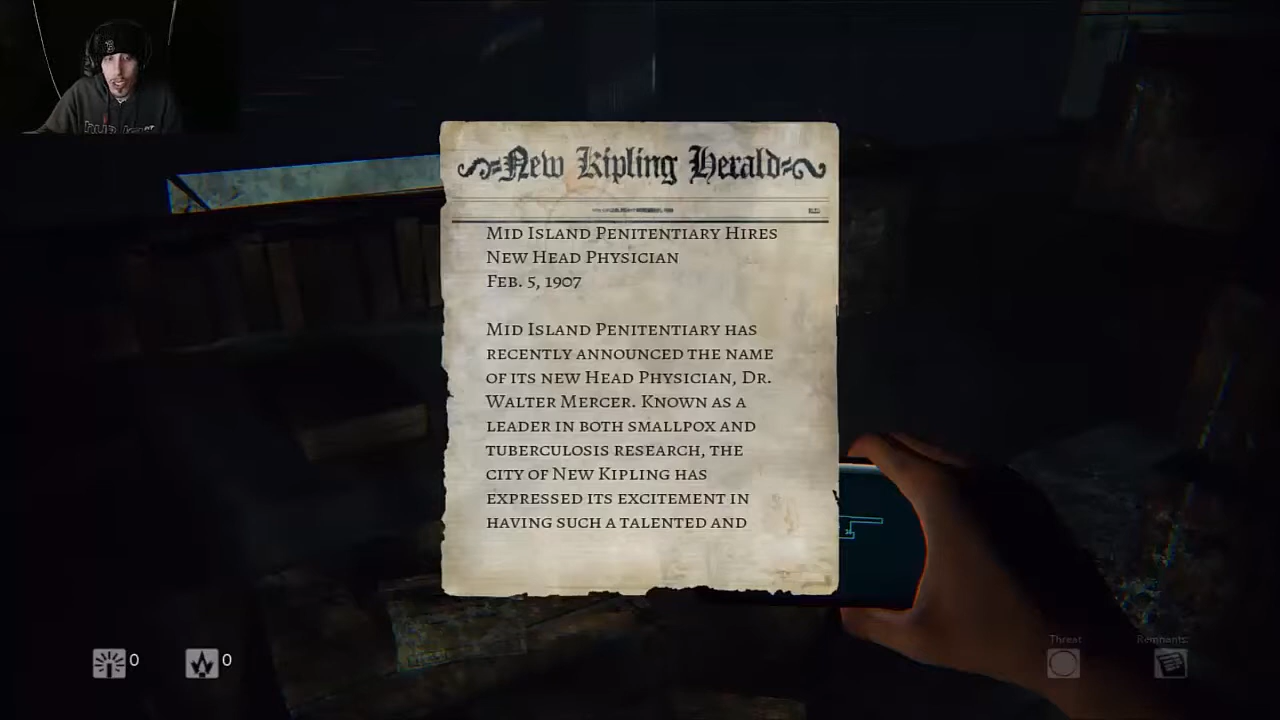 New Kipling Herald
Mid Island Penitentiary Hires
New Head Physician
Feb. 5, 1907
Mid Island Penitentiary has
recently announced the name
of its new Head Physician, Dr.
Walter Mercer. Known as a
leader in both smallpox and
tuberculosis research, the
city of New Kipling has
expressed its excitement in
having such a talented and
0
0
Threat
Remnants